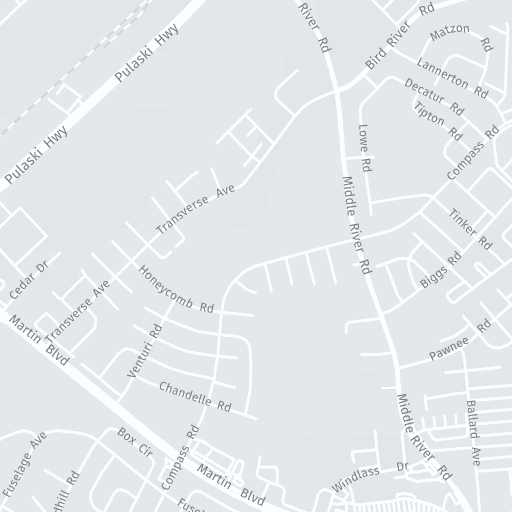 River Rd
Bird River Rd
Matzon Rd
Pulaski Hwy
Lannerton Rd
Decatur Rd
Tipton Rd
Pulaski Hwy
Lowe Rd
Compass Rd
Transverse Ave
Middle River Rd
Tinker Rd
Cedar Dr
Honeycomb Rd
Biggs Rd
Transverse Ave
Martin Blvd
Venturi Rd
Pawnee Rd
Chandelle Rd
Middle River Rd
Ballard Ave
Fuselage Ave
Box Cir
Compass Rd
Martin Blvd
Windlass Dr
dhill Rd
Fuselag